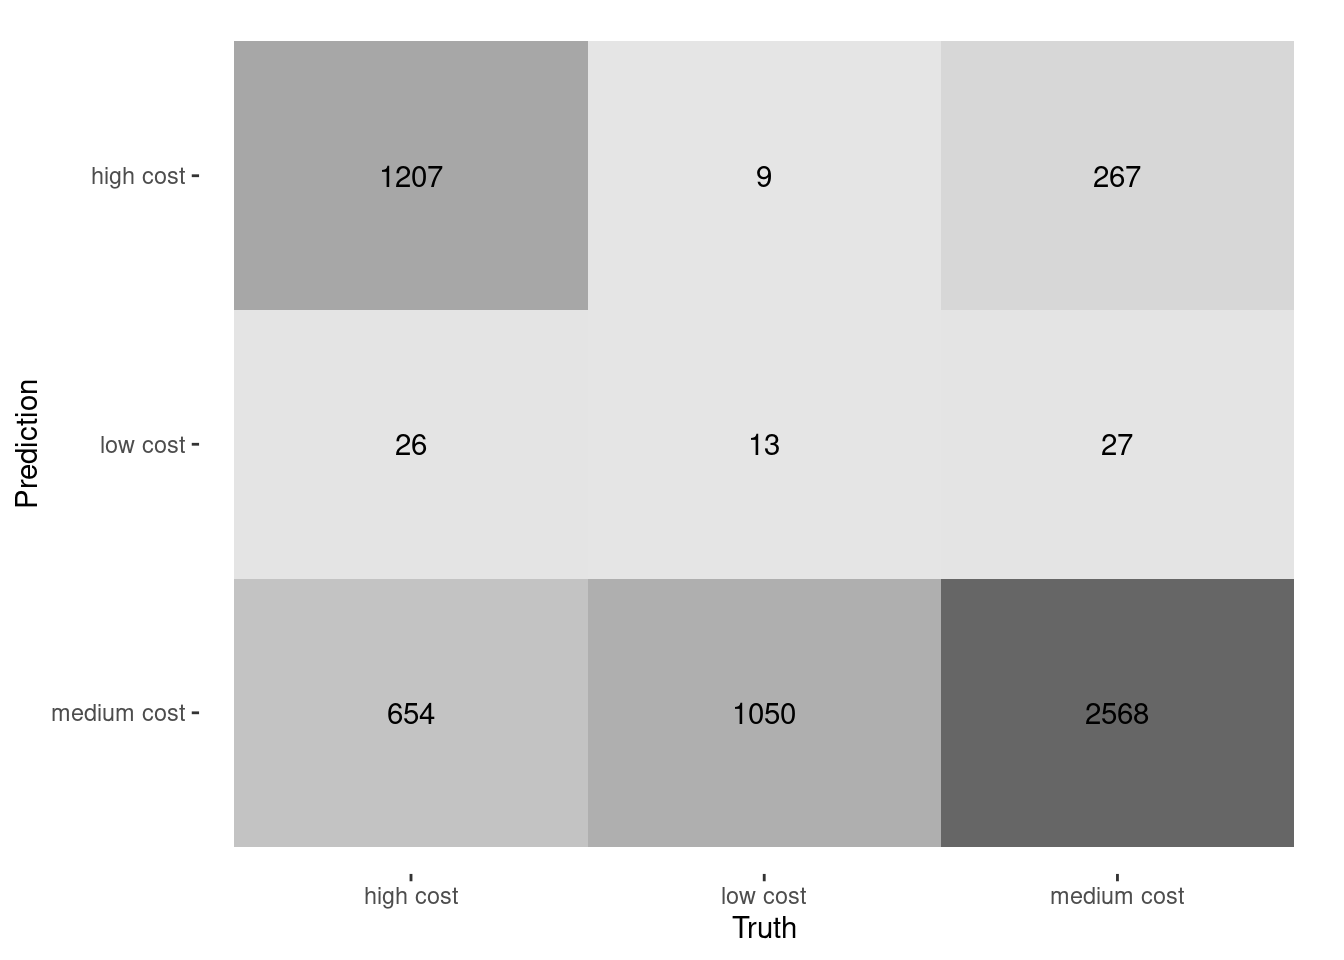 high cost
1207
9
267
low cost
26
13
27
medium cost
654
1050
2568
high cost
low cost
medium cost
Truth
Prediction